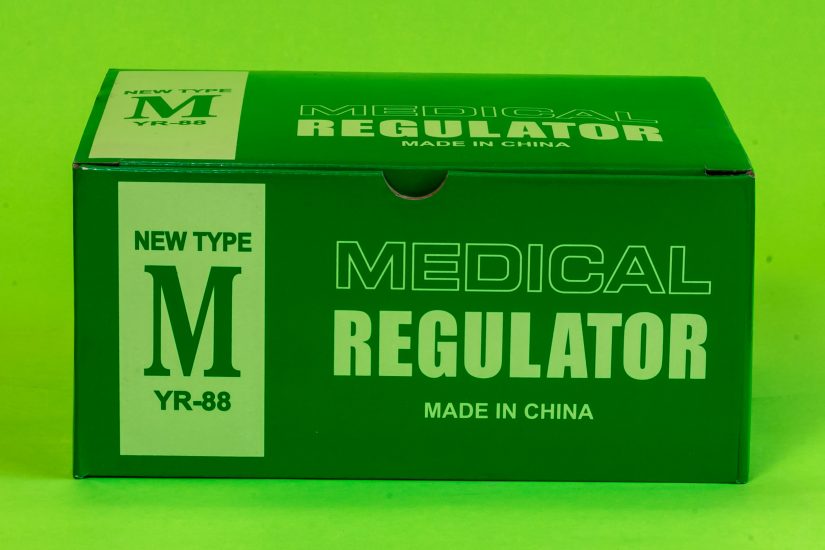 NEW TYPE
M
YR-88
MEDICAL
REGULATOR
MADE IN CHINA
NEW TYPE
M
YR-88
MEDICAL
REGULATOR
MADE IN CHINA